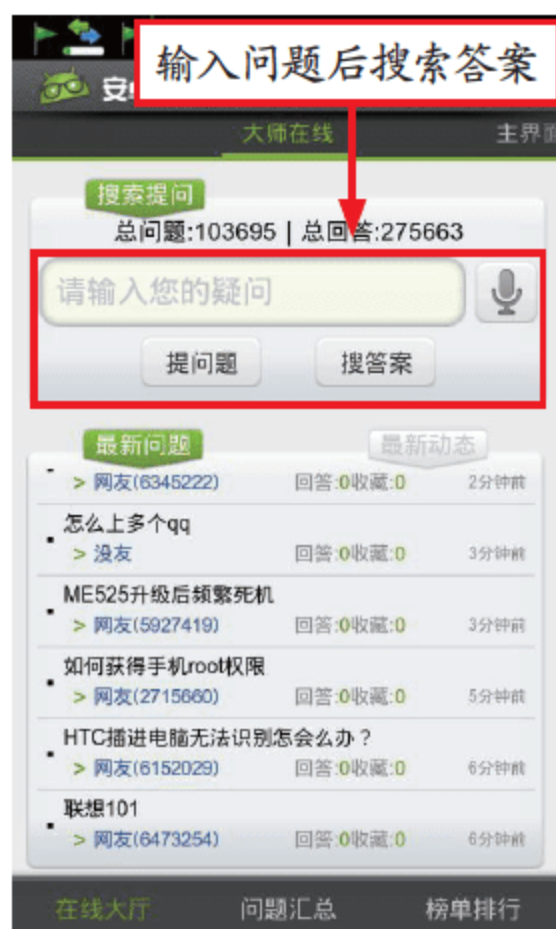 输入问题后搜索答案
安
大师在线 主界面
搜索提问
总问题:103695 | 总回答:275663
请输入您的疑问
提问题 搜答案
最新问题 最新动态
> 网友(6345222) 回答:0收藏:0 2分钟前
怎么上多个qq
> 没友 回答:0收藏:0 3分钟前
ME525升级后频繁死机
> 网友(5927419) 回答:0收藏:0 3分钟前
如何获得手机root权限
> 网友(2715660) 回答:0收藏:0 5分钟前
HTC插进电脑无法识别怎会么办？
> 网友(6152029) 回答:0收藏:0 6分钟前
联想101
> 网友(6473254) 回答:0收藏:0 6分钟前
在线大厅 问题汇总 榜单排行